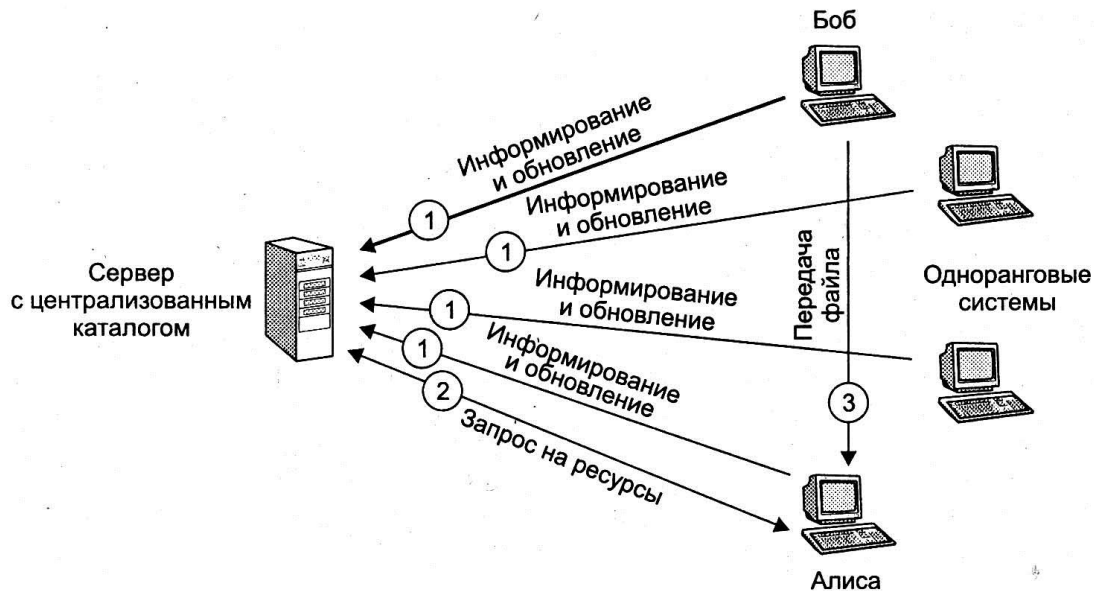 Боб
Информирование
и обновление
1
Информирование
и обновление
1
Сервер
с централизованным
каталогом
Информирование
и обновление
1
Передача
файла
Одноранговые
системы
Информирование
и обновление
1
2
Запрос на ресурсы
3
Алиса